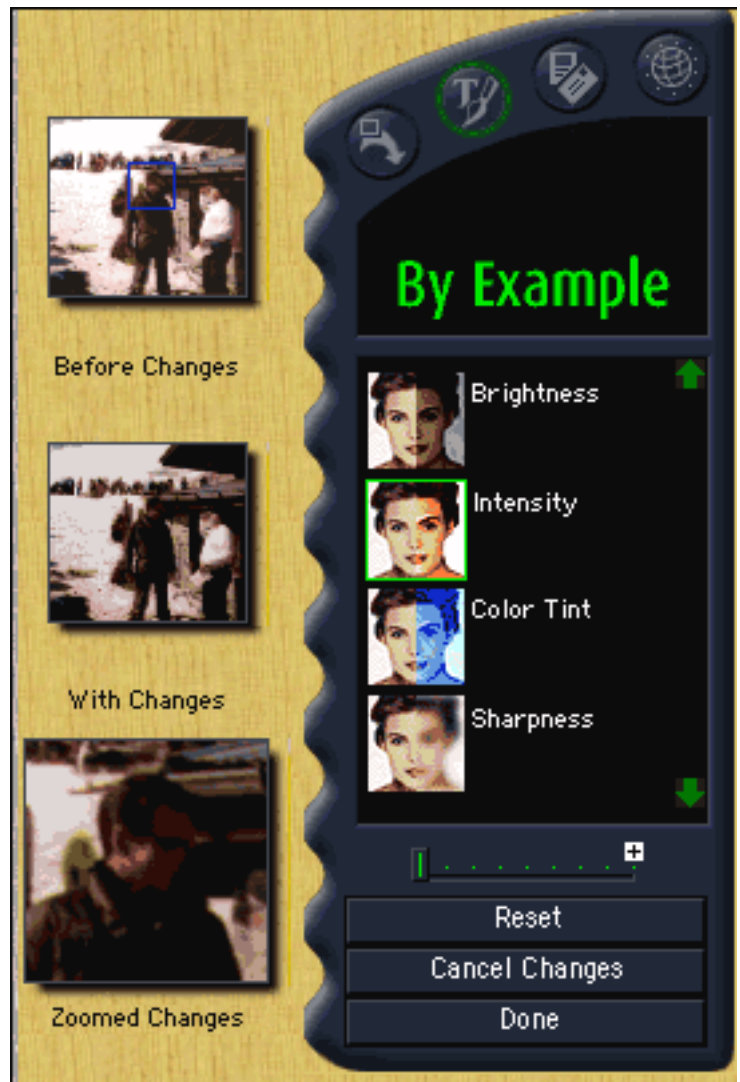 T
By Example
Before Changes
With Changes
Zoomed Changes
Brightness
Intensity
Color Tint
Sharpness
+
Reset
Cancel Changes
Done